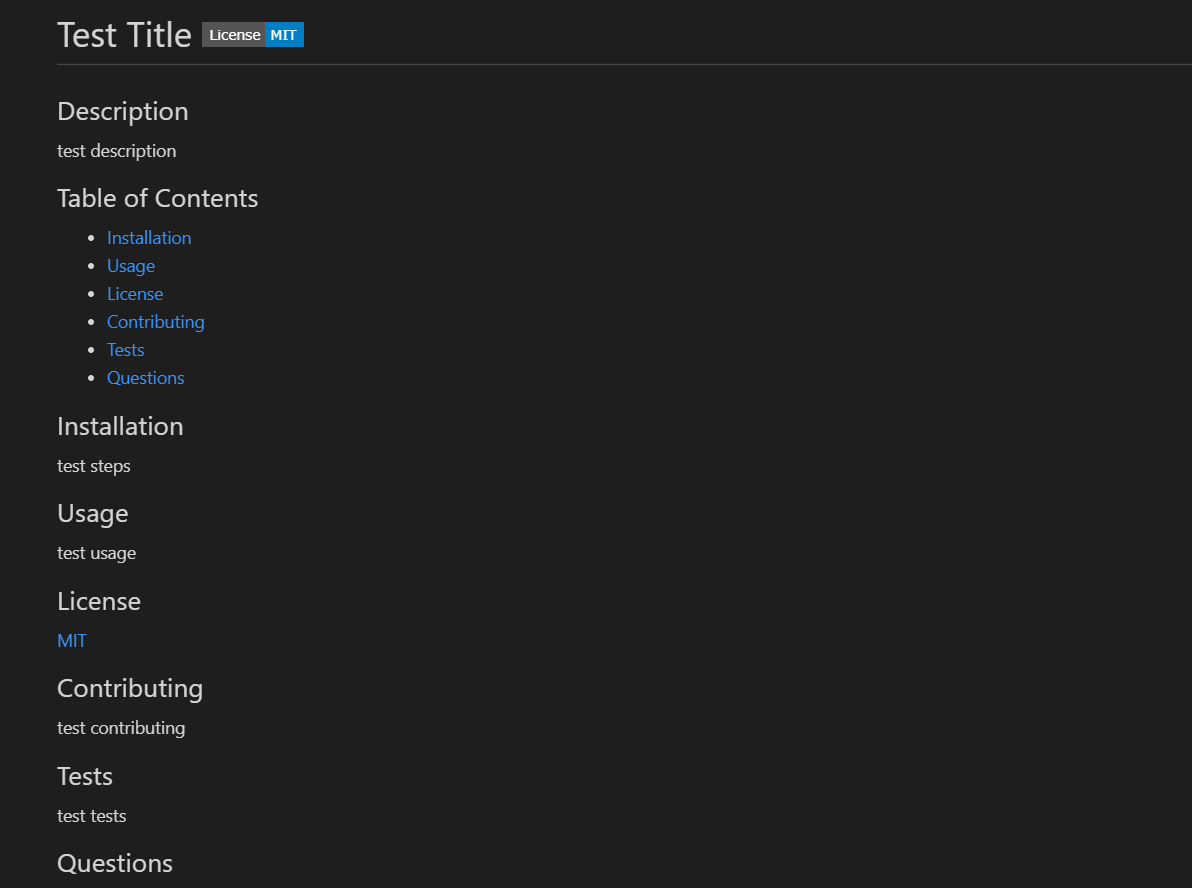 Test Title License MIT
Description
test description
Table of Contents
Installation
Usage
License
Contributing
Tests
Questions
Installation
test steps
Usage
test usage
License
MIT
Contributing
test contributing
Tests
test tests
Questions